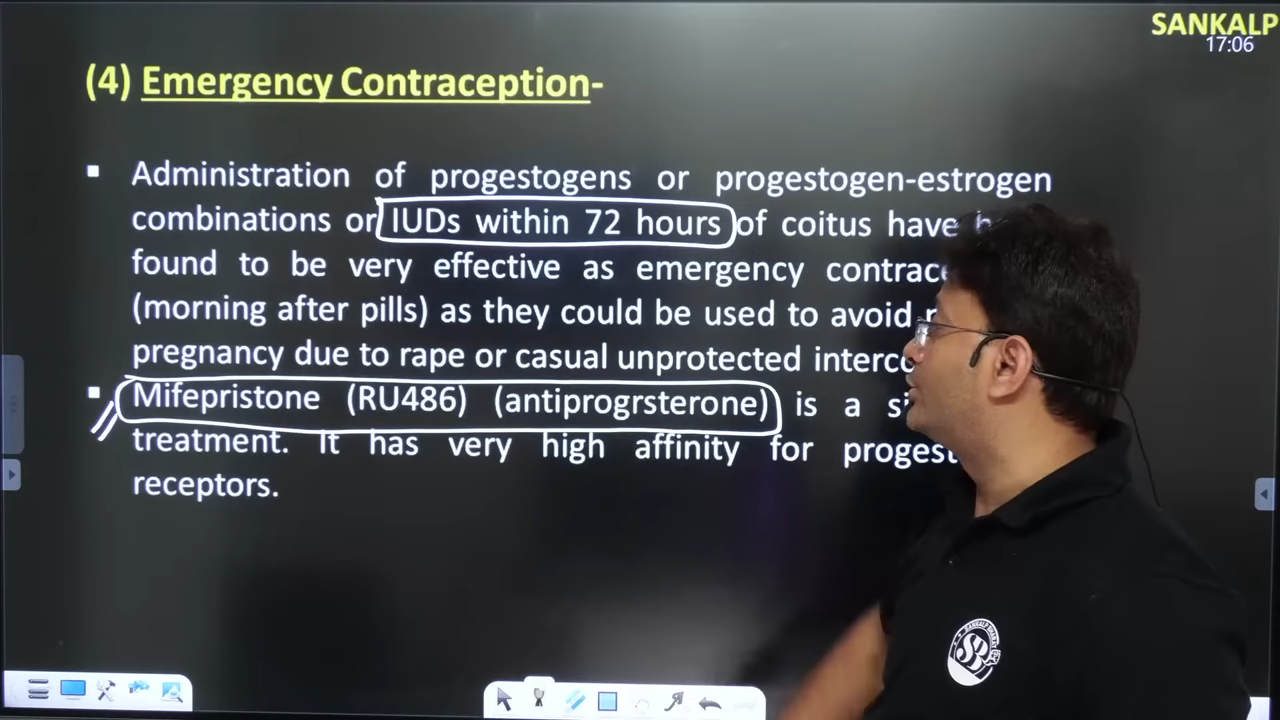 SANKALP
17:06
(4) Emergency Contraception-
▪ Administration of progestogens or progestogen-estrogen
combinations or IUDs within 72 hours of coitus have
found to be very effective as emergency
(morning after pills) as they could be used to avoid
pregnancy due to rape or casual unprotected
▪ Mifepristone (RU486) (antiprogrsterone) is a
treatment. It has very high affinity for
receptors.